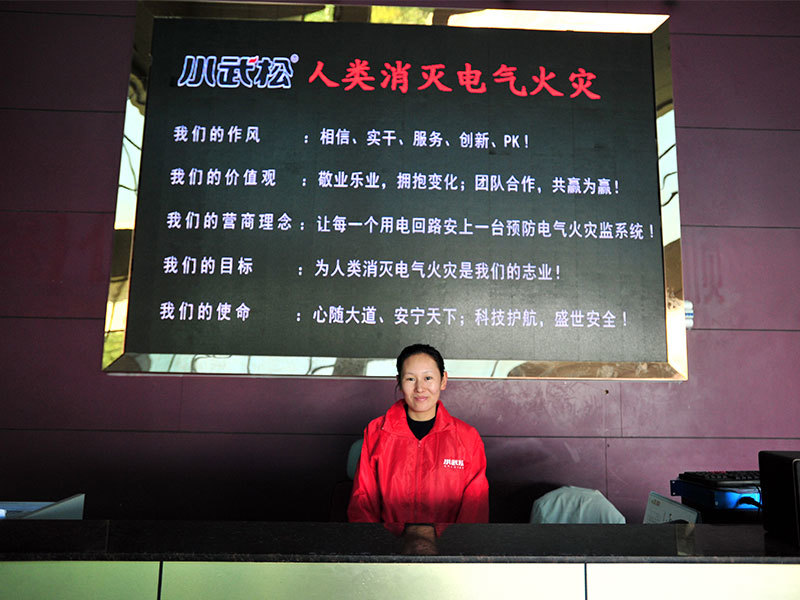 小武松® 人类消灭电气火灾
我们的作风 ：相信、实干、服务、创新、PK！
我们的价值观 ：敬业乐业，拥抱变化；团队合作，共赢为赢！
我们的营商理念 ：让每一个用电回路安上一台预防电气火灾监系统！
我们的目标 ：为人类消灭电气火灾是我们的志业！
我们的使命 ：心随大道、安宁天下；科技护航，盛世安全！
小武松